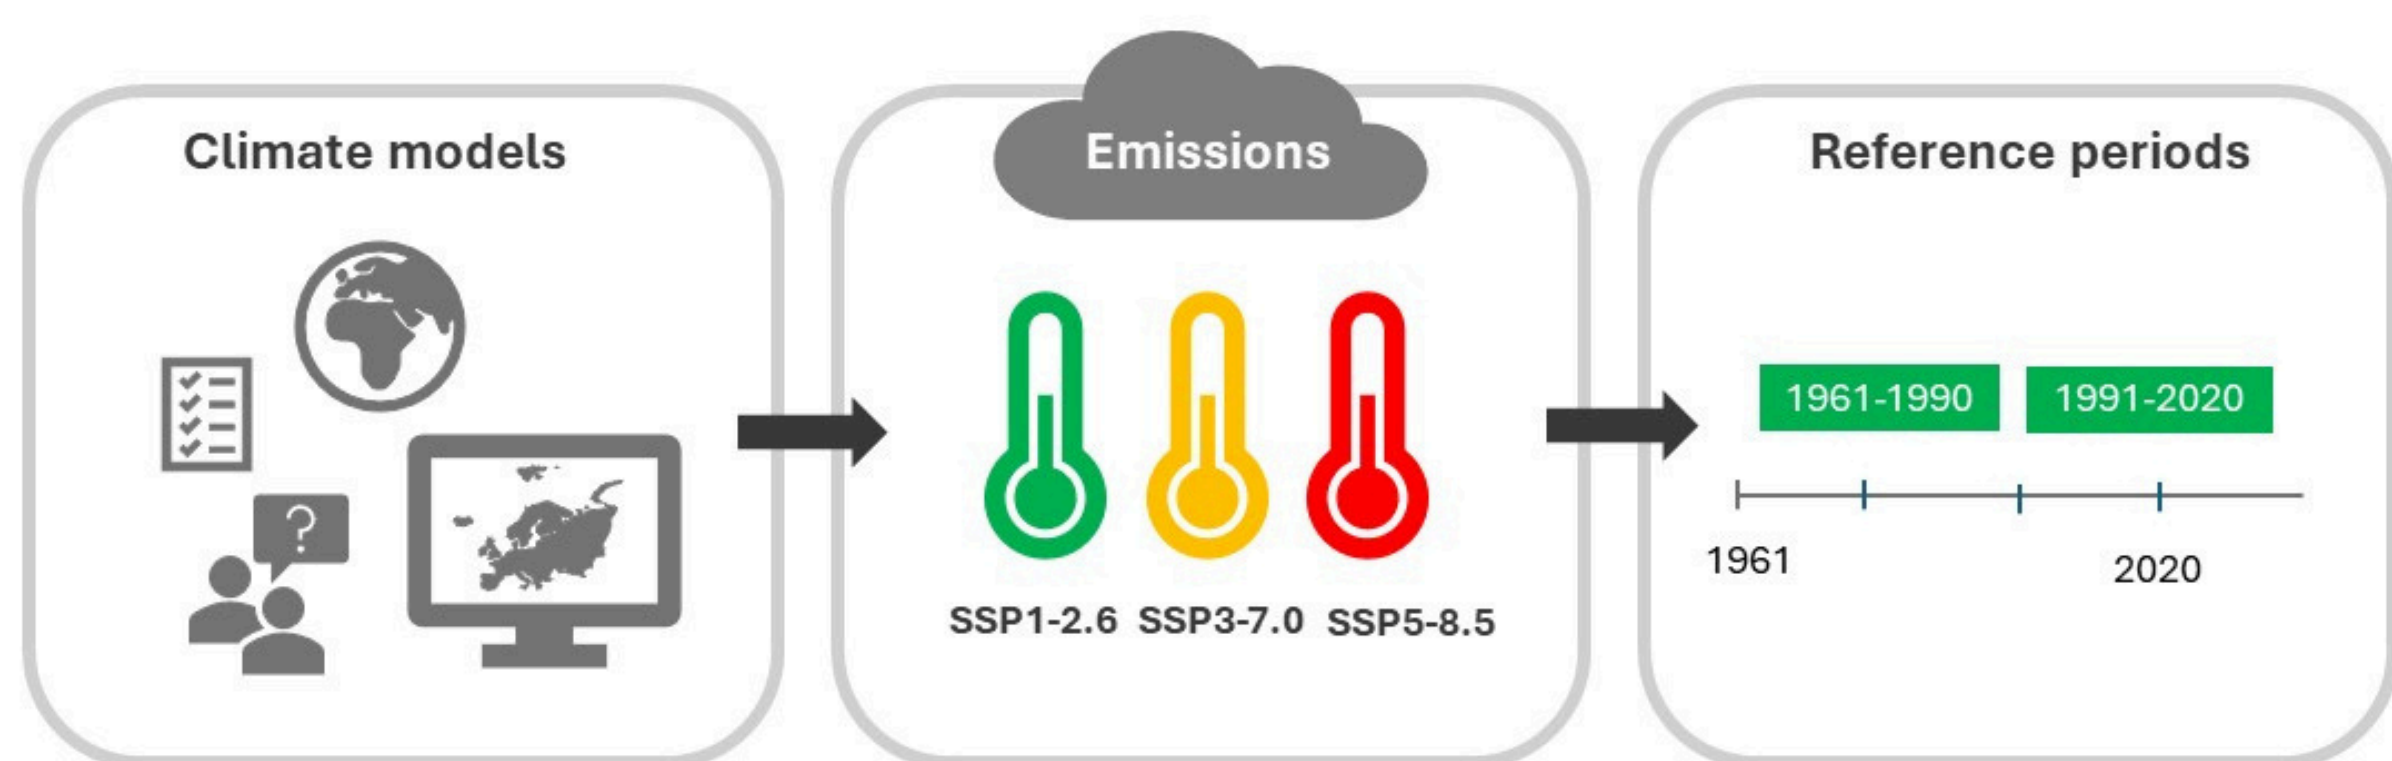 Climate models
?
Emissions
SSP1-2.6 SSP3-7.0 SSP5-8.5
Reference periods
1961-1990 1991-2020
1961 2020